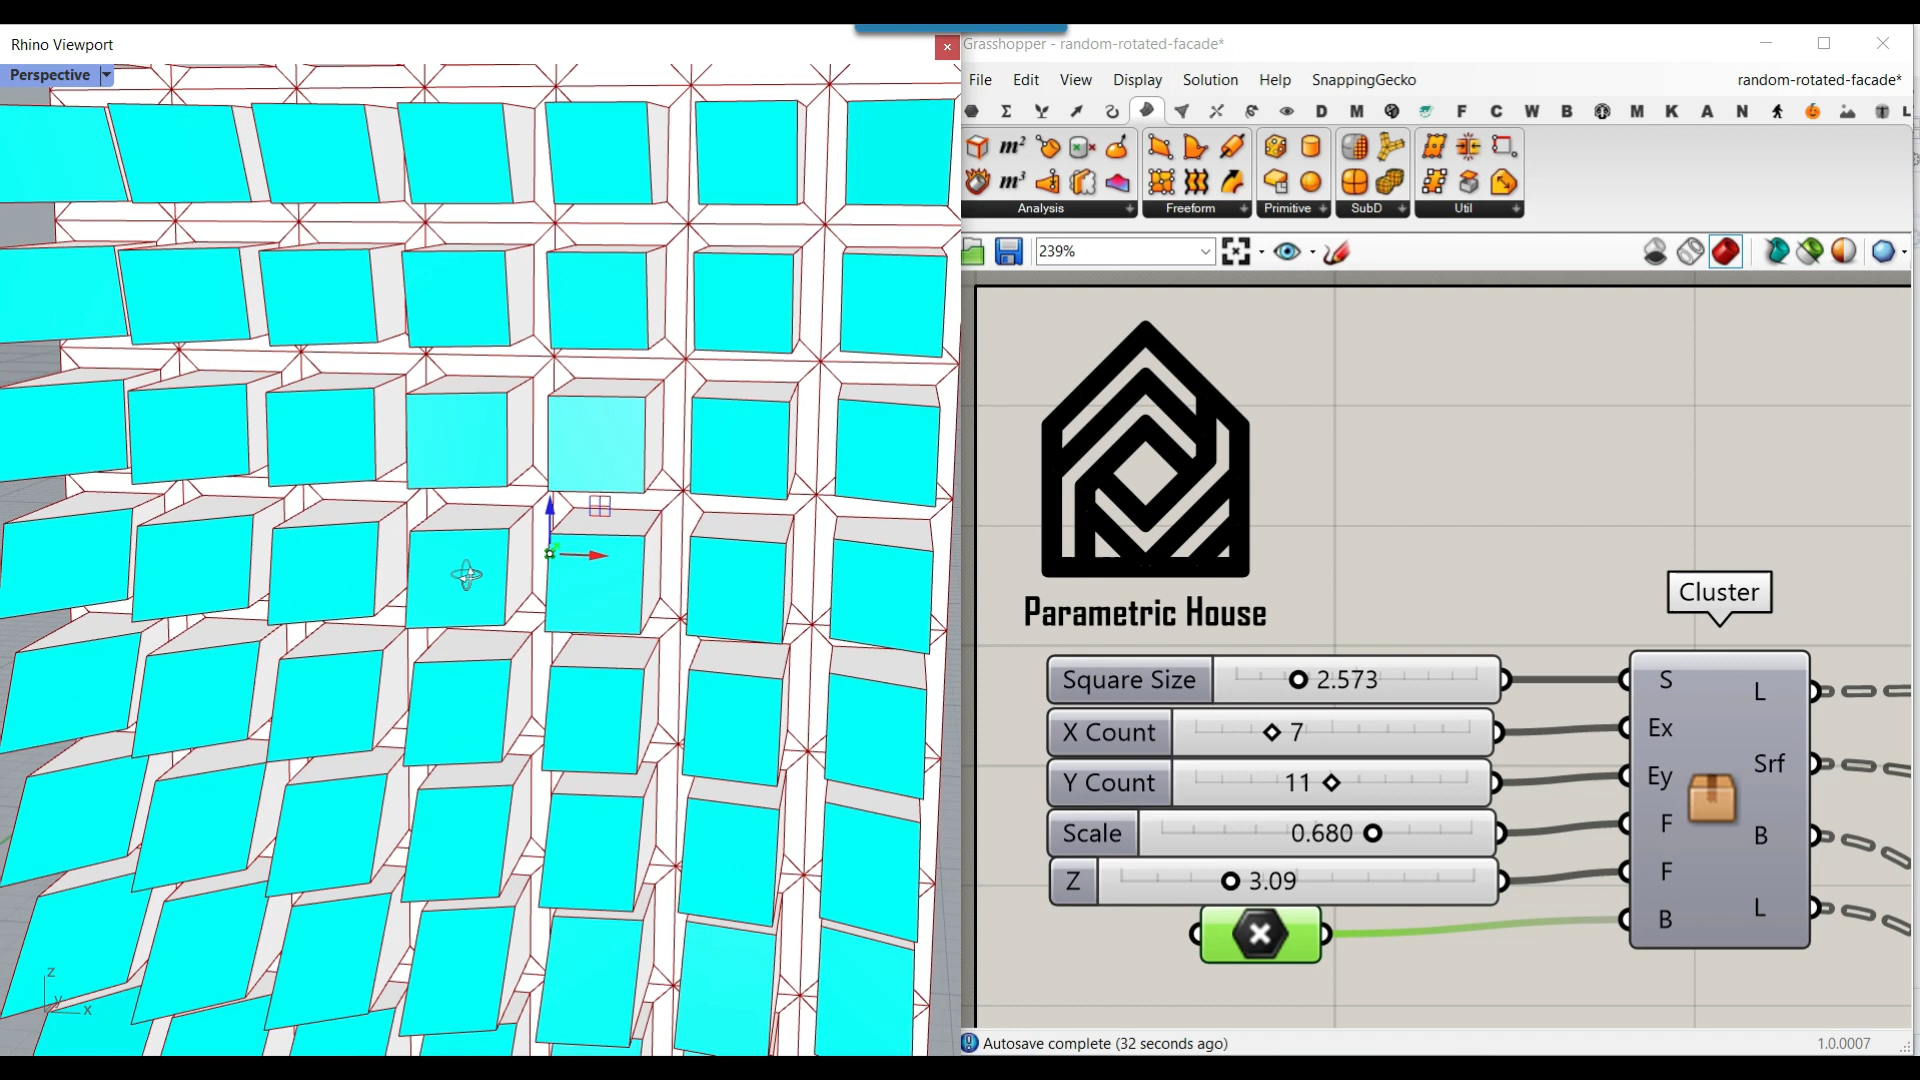 Rhino Viewport
Perspective
z
y
x
Grasshopper - random-rotated-facade*
File Edit View Display Solution Help SnappingGecko random-rotated-facade*
D M F C W B M K A N L
m²
m³
Analysis Freeform Primitive SubD Util
239%
Parametric House
Cluster
Square Size 2.573
X Count 7
Y Count 11
Scale 0.680
Z 3.09
S
Ex
Ey
F
F
B
L
Srf
B
L
Autosave complete (32 seconds ago)
1.0.0007